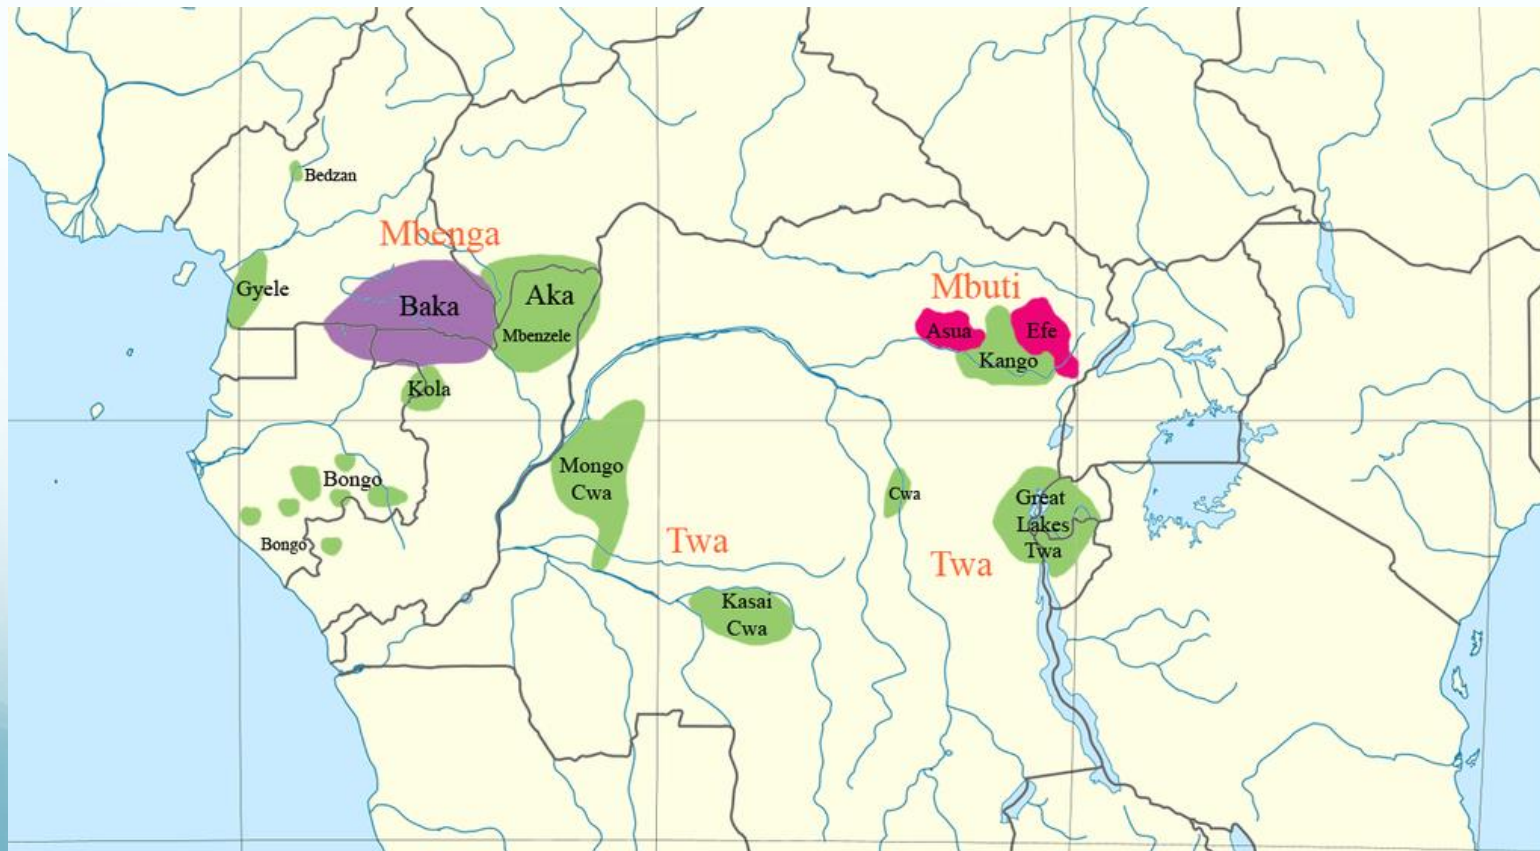 Bedzan
Mbenga
Gyele
Baka
Aka
Mbenzele
Mbuti
Asua
Efe
Kango
Kola
Mongo
Cwa
Bongo
Bongo
Cwa
Great
Lakes
Twa
Twa
Twa
Kasai
Cwa